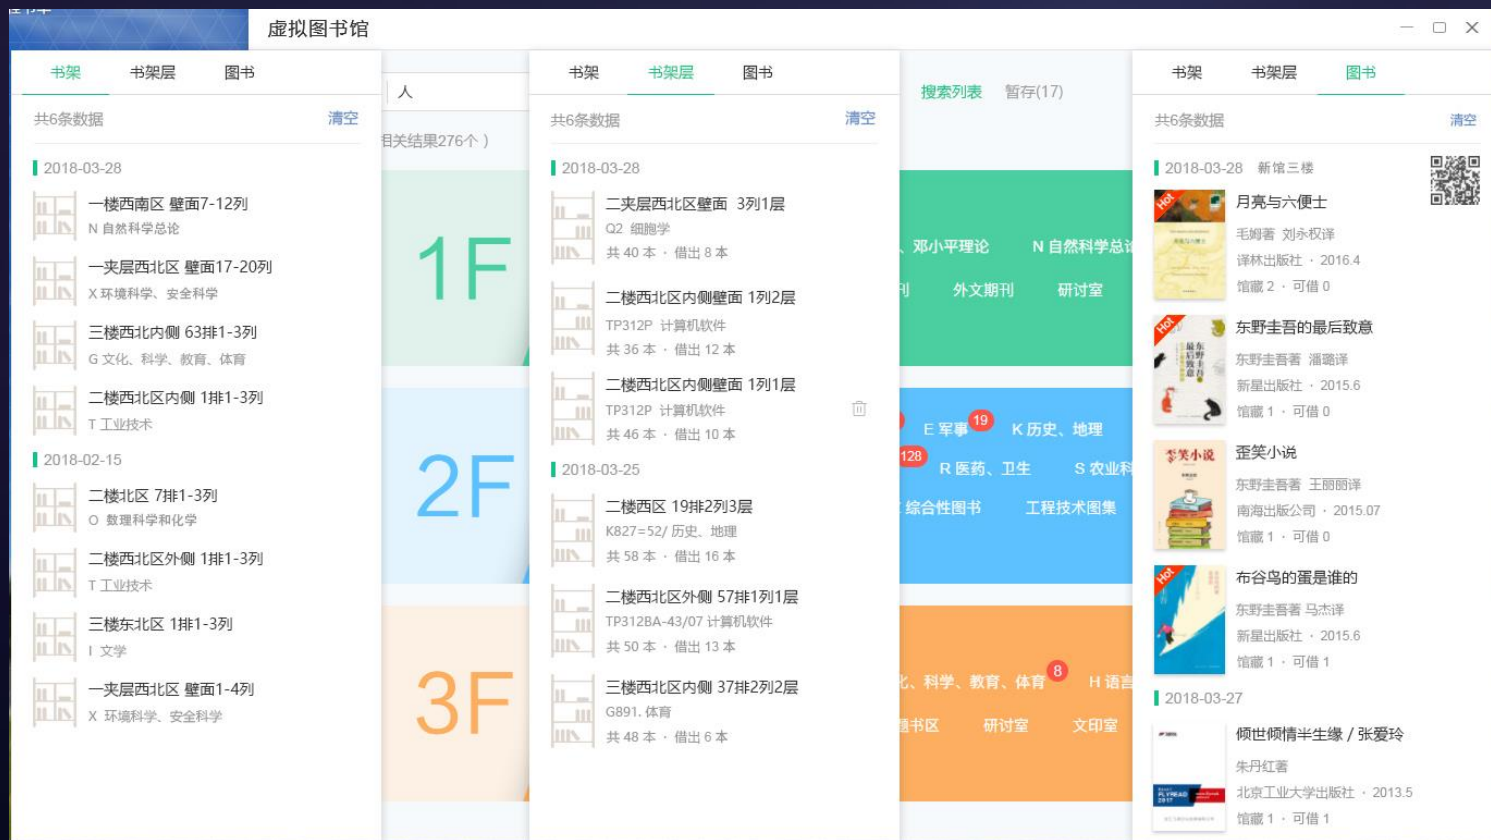 虚拟图书馆
书架 书架层 图书
共6条数据 清空
2018-03-28
一楼西南区 壁面7-12列
N 自然科学总论
一夹层西北区 壁面17-20列
X 环境科学、安全科学
三楼西北内侧 63排1-3列
G 文化、科学、教育、体育
二楼西北区内侧 1排1-3列
T 工业技术
2018-02-15
二楼北区 7排1-3列
O 数理科学和化学
二楼西北区外侧 1排1-3列
T 工业技术
三楼东北区 1排1-3列
I 文学
一夹层西北区 壁面1-4列
X 环境科学、安全科学
人
相关结果276个 ）
1F
2F
3F
书架 书架层 图书
共6条数据 清空
2018-03-28
二夹层西北区壁面 3列1层
Q2 细胞学
共 40 本 · 借出 8 本
二楼西北区内侧壁面 1列2层
TP312P 计算机软件
共 36 本 · 借出 12 本
二楼西北区内侧壁面 1列1层
TP312P 计算机软件
共 46 本 · 借出 10 本
2018-03-25
二楼西区 19排2列3层
K827=52/ 历史、地理
共 58 本 · 借出 16 本
二楼西北区外侧 57排1列1层
TP312BA-43/07 计算机软件
共 50 本 · 借出 13 本
三楼西北区内侧 37排2列2层
G891. 体育
共 48 本 · 借出 6 本
搜索列表 暂存(17)
、邓小平理论 N 自然科学总论
刊 外文期刊 研讨室
E 军事 19 K 历史、地理
128 R 医药、卫生 S 农业科
综合性图书 工程技术图集
化、科学、教育、体育 8 H 语言
题书区 研讨室 文印室
书架 书架层 图书
共6条数据 清空
2018-03-28 新馆三楼
Hot
月亮与六便士
毛姆著 刘永权译
译林出版社 · 2016.4
馆藏 2 · 可借 0
Hot
东野圭吾的最后致意
东野圭吾著 潘璐译
新星出版社 · 2015.6
馆藏 1 · 可借 0
歪笑小说
歪笑小说
东野圭吾著 王丽丽译
南海出版公司 · 2015.07
馆藏 1 · 可借 0
Hot
布谷鸟的蛋是谁的
东野圭吾著 马杰译
新星出版社 · 2015.6
馆藏 1 · 可借 1
2018-03-27
倾世倾情半生缘 / 张爱玲
朱丹红著
北京工业大学出版社 · 2013.5
馆藏 1 · 可借 1